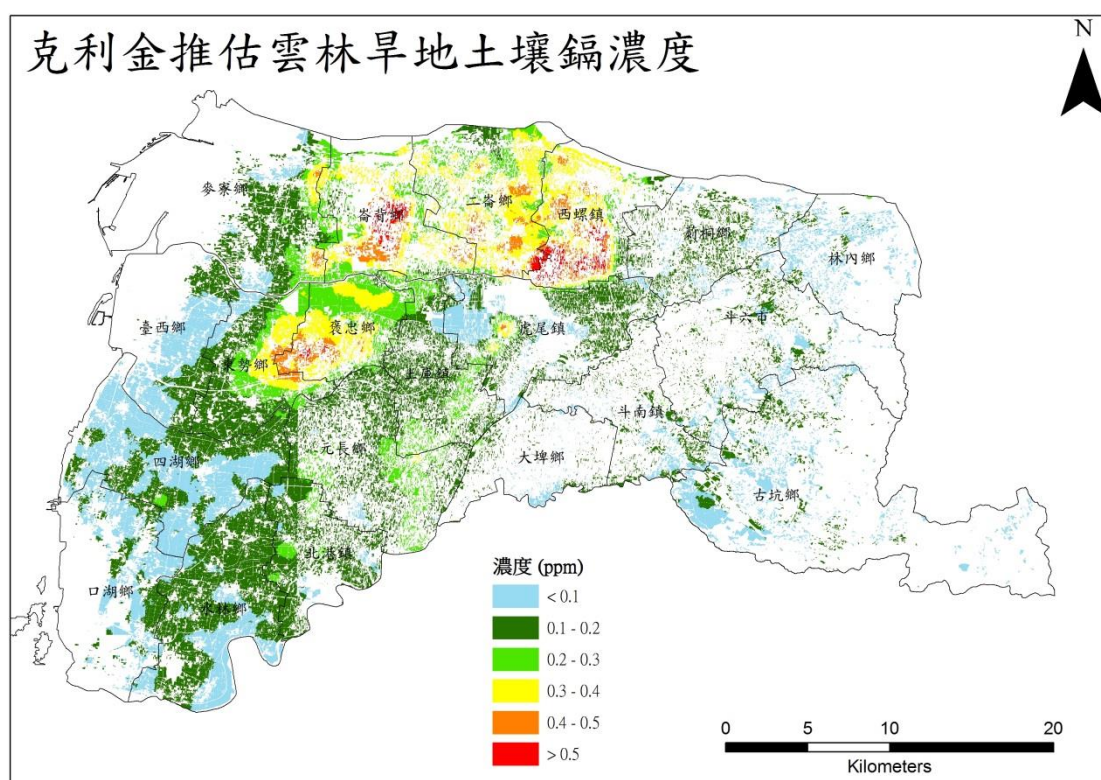 克利金推估雲林旱地土壤鎘濃度
N
麥寮鄉
崙背鄉
二崙鄉
西螺鎮
莿桐鄉
林內鄉
臺西鄉
東勢鄉
褒忠鄉
土庫鎮
虎尾鎮
斗六市
四湖鄉
元長鄉
大埤鄉
斗南鎮
古坑鄉
口湖鄉
水林鄉
北港鎮
濃度 (ppm)
< 0.1
0.1 - 0.2
0.2 - 0.3
0.3 - 0.4
0.4 - 0.5
> 0.5
0 5 10 20
Kilometers